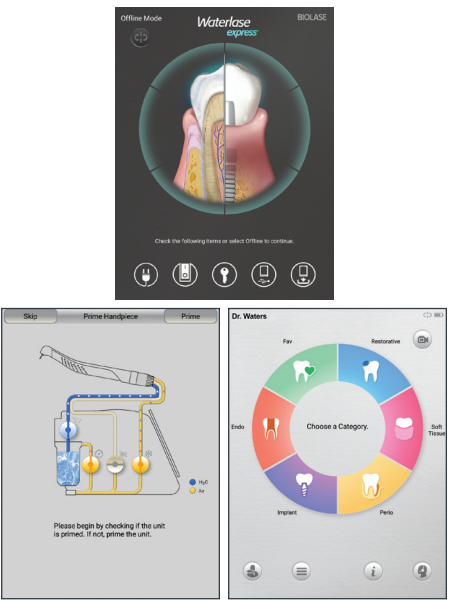 Offline Mode
Waterlase
express
BIOLASE
Check the following items or select Offline to continue.
Skip
Prime Handpiece
Prime
H₂O
Air
Please begin by checking if the unit
is primed. If not, prime the unit.
Dr. Waters
Fav
Restorative
Endo
Choose a Category.
Soft
Tissue
Implant
Perio